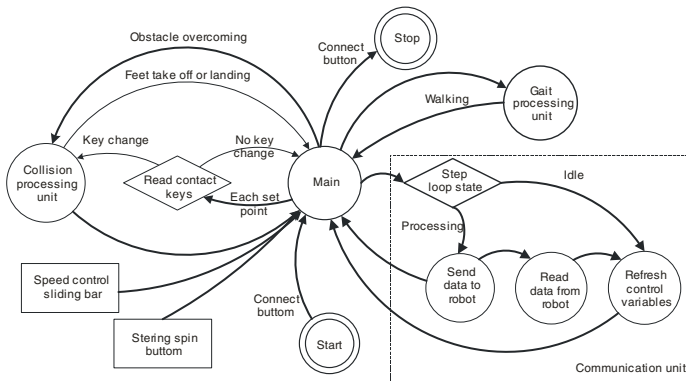 Obstacle overcoming
Connect
button
Stop
Feet take off or landing
Walking
Gait
processing
unit
Key change
No key
change
Step
loop state
Idle
Collision
processing
unit
Read contact
keys
Main
Each set
point
Processing
Speed control
sliding bar
Send
data to
robot
Read
data from
robot
Refresh
control
variables
Connect
buttom
Stering spin
buttom
Start
Communication unit